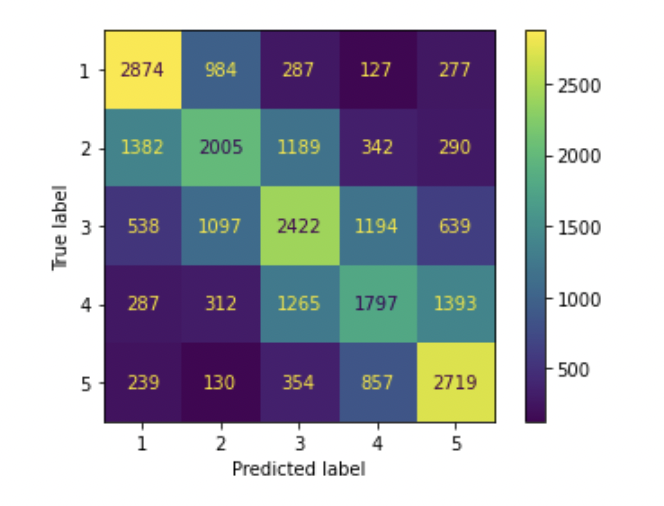 1 2874 984 287 127 277
2 1382 2005 1189 342 290
3 538 1097 2422 1194 639
4 287 312 1265 1797 1393
5 239 130 354 857 2719
1 2 3 4 5
Predicted label
True label
2500
2000
1500
1000
500